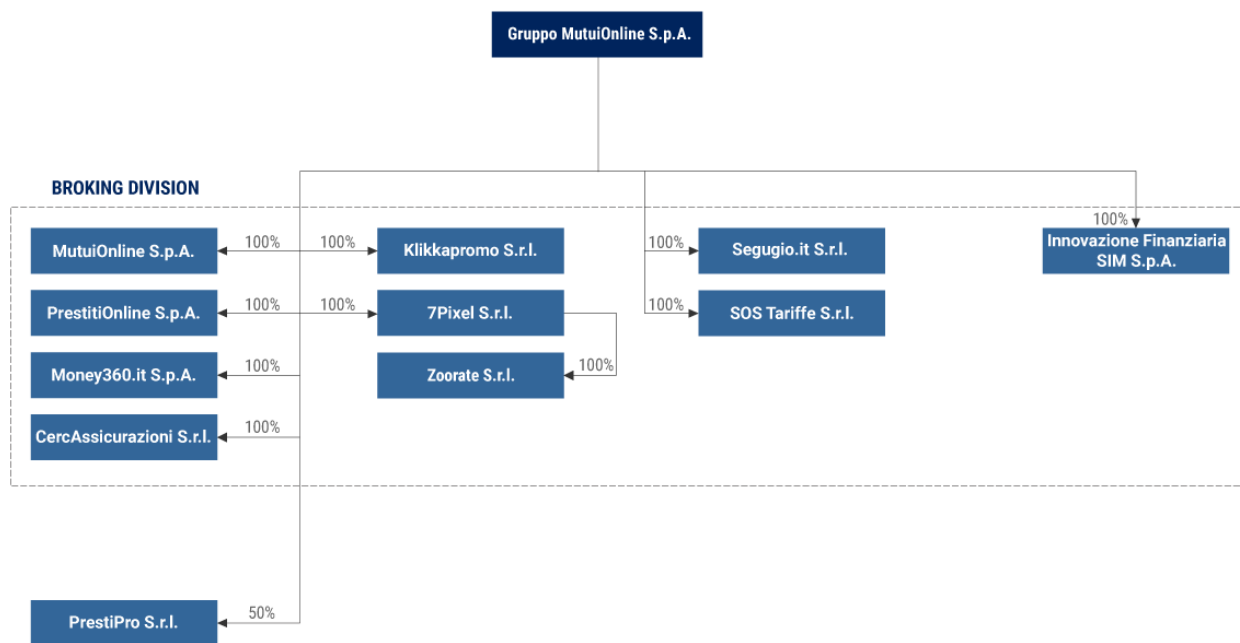 Gruppo MutuiOnline S.p.A.
BROKING DIVISION
MutuiOnline S.p.A.
100%
100%
Klikkapromo S.r.l.
100%
Segugio.it S.r.l.
100%
Innovazione Finanziaria
SIM S.p.A.
PrestitiOnline S.p.A.
100%
100%
7Pixel S.r.l.
100%
SOS Tariffe S.r.l.
Money360.it S.p.A.
100%
Zoorate S.r.l.
100%
CercAssicurazioni S.r.l.
100%
PrestiPro S.r.l.
50%